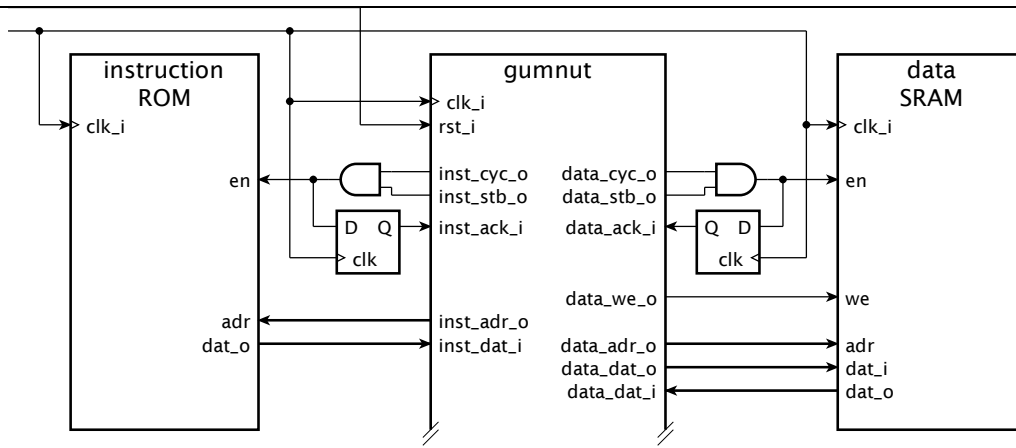 instruction
ROM
clk_i
en
adr
dat_o
D Q
clk
gumnut
clk_i
rst_i
inst_cyc_o
inst_stb_o
inst_ack_i
inst_adr_o
inst_dat_i
data_cyc_o
data_stb_o
data_ack_i
data_we_o
data_adr_o
data_dat_o
data_dat_i
Q D
clk
data
SRAM
clk_i
en
we
adr
dat_i
dat_o